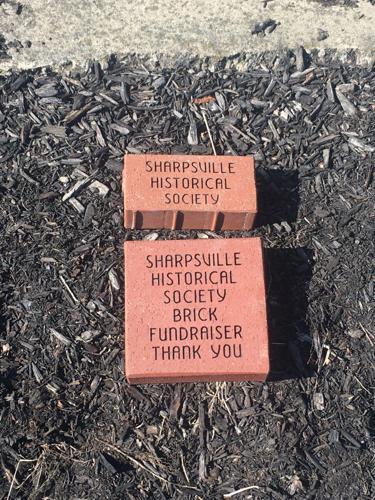 SHARPSVILLE
HISTORICAL
SOCIETY
SHARPSVILLE
HISTORICAL
SOCIETY
BRICK
FUNDRAISER
THANK YOU